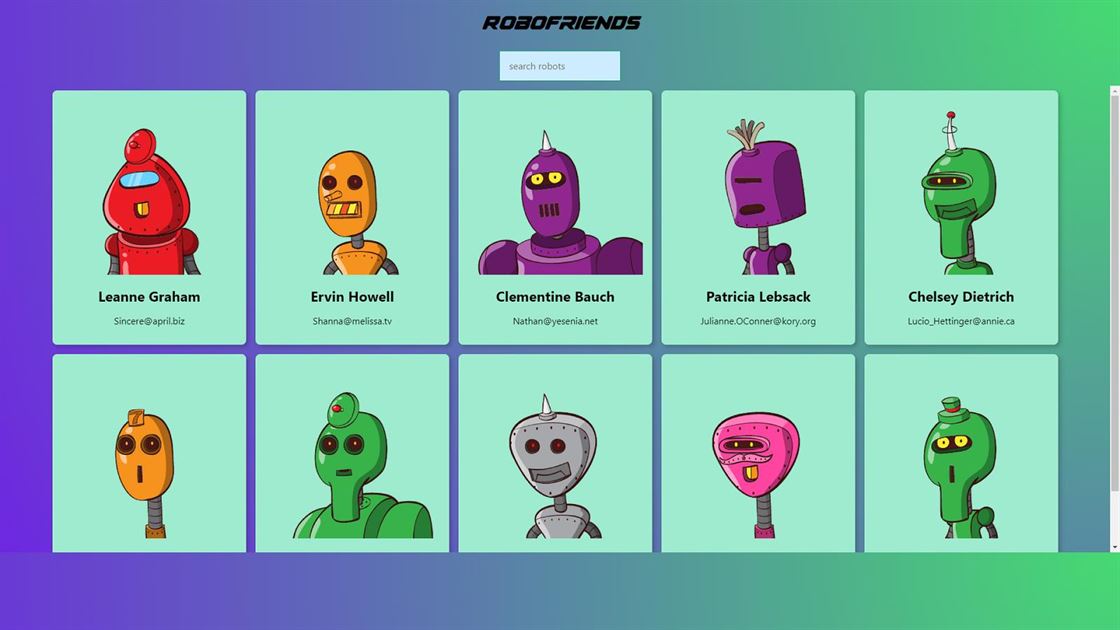 ROBOFRIENDS
search robots
Leanne Graham
Ervin Howell
Clementine Bauch
Patricia Lebsack
Chelsey Dietrich
Sincere@april.biz
Shanna@melissa.tv
Nathan@yesenia.net
Julianne.OConner@kory.org
Lucio_Hettinger@annie.ca
7